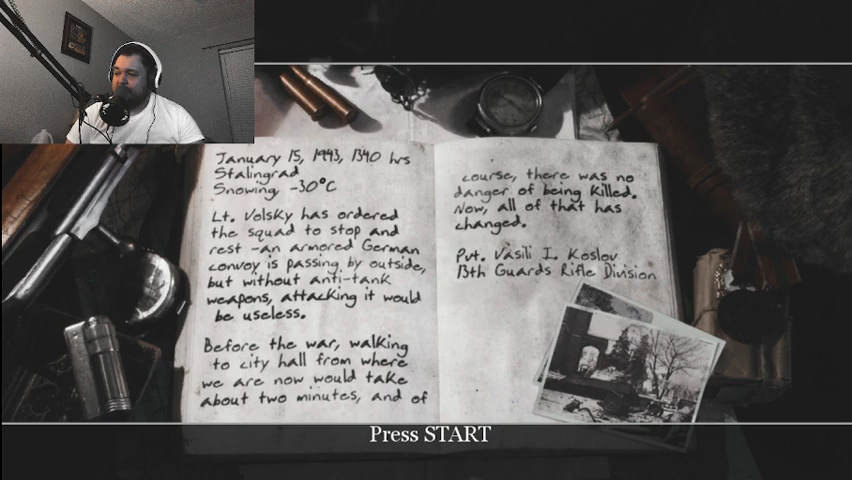 January 15, 1943, 1340 hrs
Stalingrad
Snowing -30°C
Lt. Volsky has ordered
the squad to stop and
rest - an armored German
convoy is passing by outside,
but without anti-tank
weapons, attacking it would
be useless.
Before the war, walking
to city hall from where
we are now would take
about two minutes, and of
course, there was no
danger of being killed.
Now, all of that has
changed.
Pvt. Vasili I. Koslov
13th Guards Rifle Division
Press START